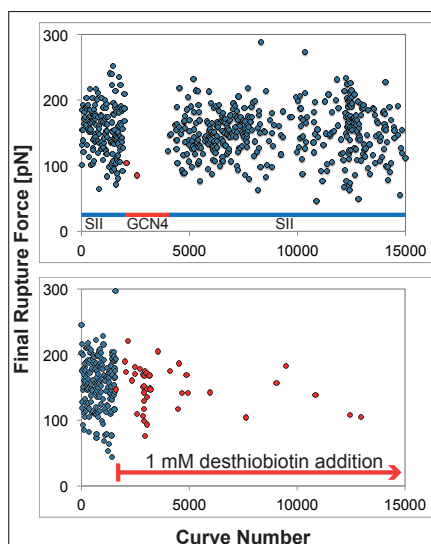 Final Rupture Force [pN]
300
200
100
0
SII GCN4 SII
0 5000 10000 15000
300
200
100
0
1 mM desthiobiotin addition
0 5000 10000 15000
Curve Number